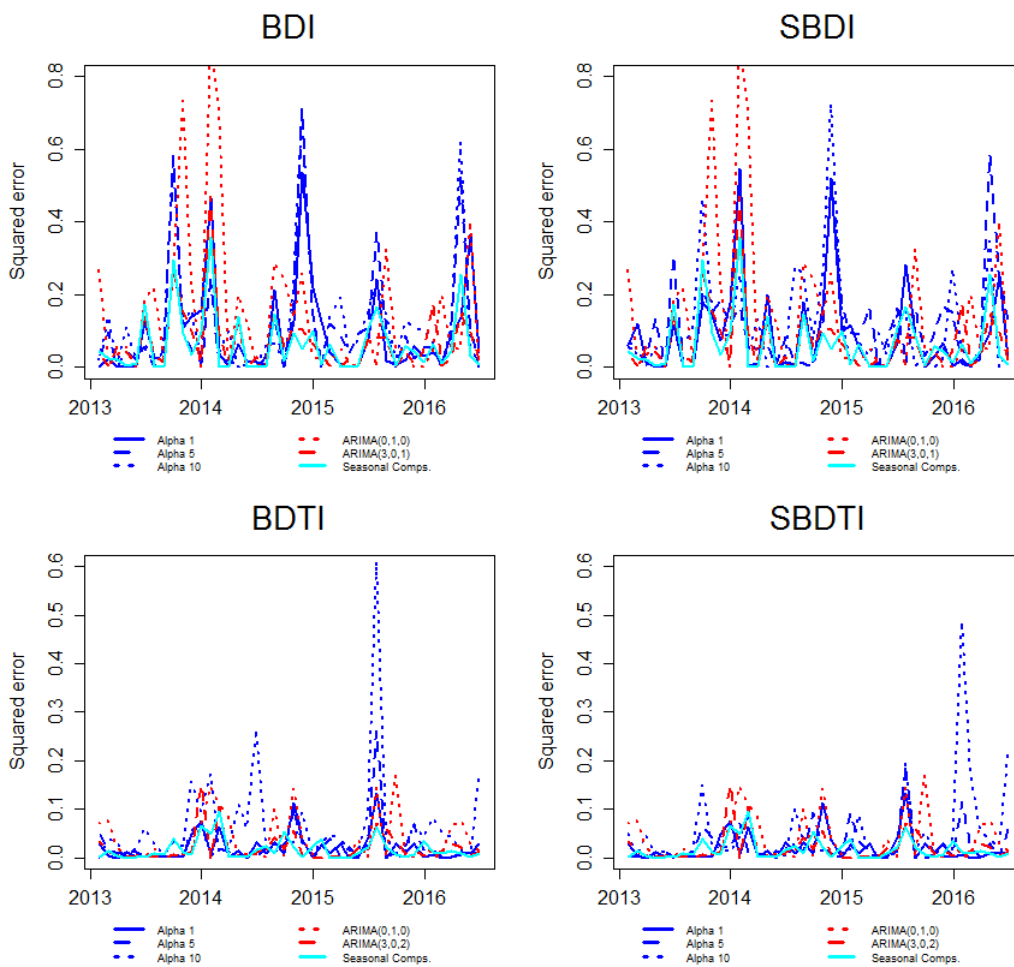 BDI
SBDI
Squared error
0.0 0.2 0.4 0.6 0.8
2013 2014 2015 2016
Alpha 1 ARIMA(0,1,0)
Alpha 5 ARIMA(3,0,1)
Alpha 10 Seasonal Comps.
Squared error
0.0 0.2 0.4 0.6 0.8
2013 2014 2015 2016
Alpha 1 ARIMA(0,1,0)
Alpha 5 ARIMA(3,0,1)
Alpha 10 Seasonal Comps.
BDTI
SBDTI
Squared error
0.0 0.1 0.2 0.3 0.4 0.5 0.6
2013 2014 2015 2016
Alpha 1 ARIMA(0,1,0)
Alpha 5 ARIMA(3,0,2)
Alpha 10 Seasonal Comps.
Squared error
0.0 0.1 0.2 0.3 0.4 0.5 0.6
2013 2014 2015 2016
Alpha 1 ARIMA(0,1,0)
Alpha 5 ARIMA(3,0,2)
Alpha 10 Seasonal Comps.